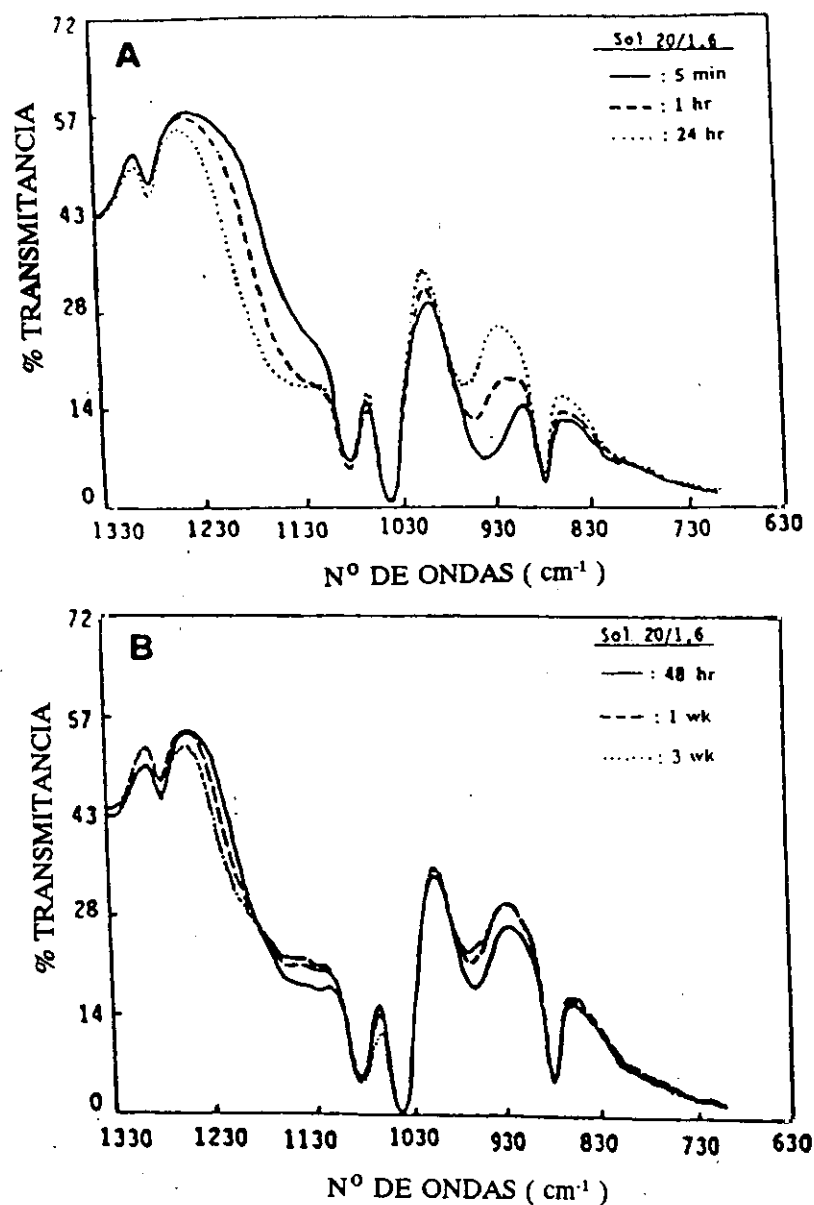 72
A
Sol 20/1.6
: 5 min
: 1 hr
: 24 hr
57
43
28
14
0
% TRANSMITANCIA
1330 1230 1130 1030 930 830 730 630
Nº DE ONDAS ( cm-1 )
72
B
Sol 20/1.6
: 48 hr
: 1 wk
: 3 wk
57
43
28
14
0
% TRANSMITANCIA
1330 1230 1130 1030 930 830 730 630
Nº DE ONDAS ( cm-1 )